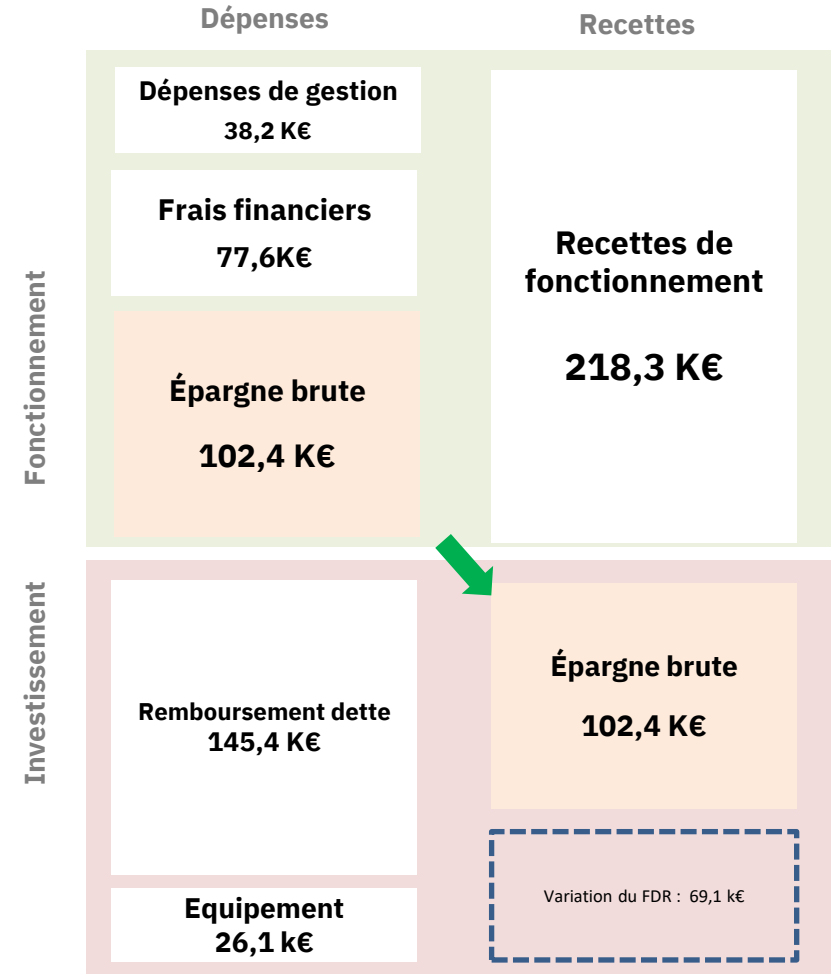 Dépenses
Recettes
Fonctionnement
Dépenses de gestion
38,2 K€
Frais financiers
77,6K€
Épargne brute
102,4 K€
Recettes de
fonctionnement
218,3 K€
Investissement
Remboursement dette
145,4 K€
Equipement
26,1 k€
Épargne brute
102,4 K€
Variation du FDR : 69,1 k€